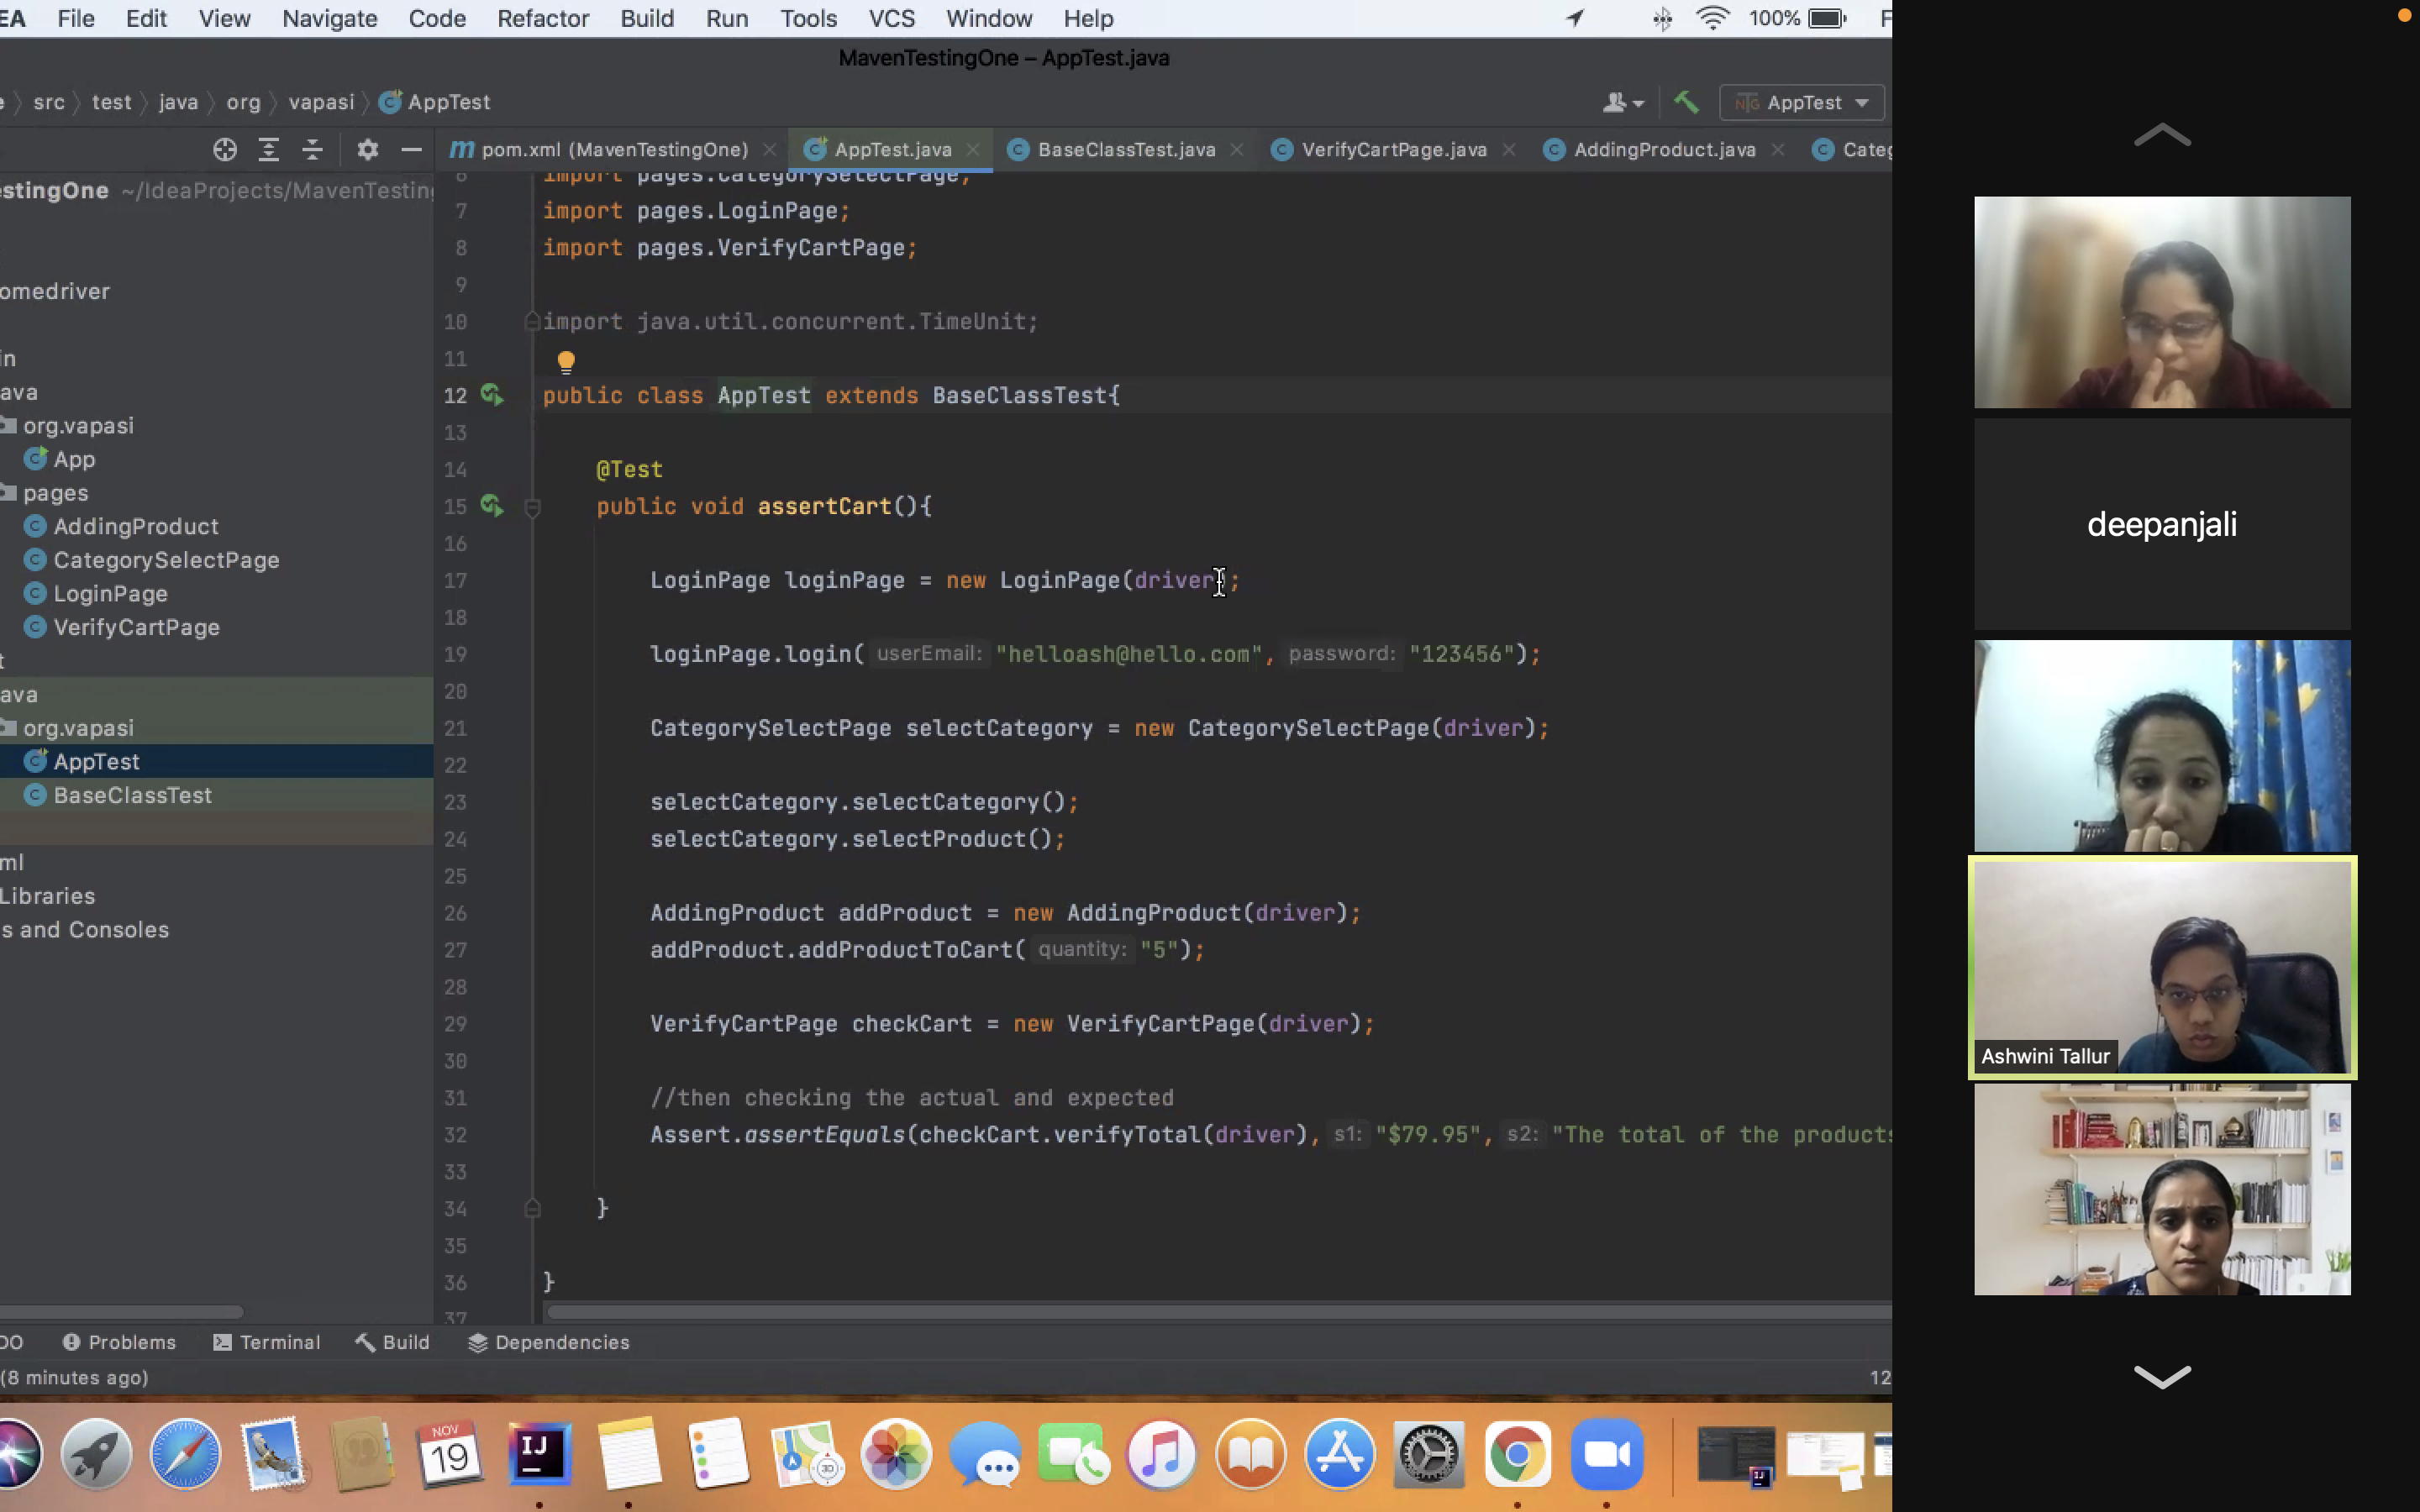 EA File Edit View Navigate Code Refactor Build Run Tools VCS Window Help 100% F
MavenTestingOne – AppTest.java
e src test java org vapasi AppTest
AppTest
pom.xml (MavenTestingOne) AppTest.java BaseClassTest.java VerifyCartPage.java AddingProduct.java Categ
estingOne ~/IdeaProjects/MavenTesting
omedriver
in
ava
org.vapasi
App
pages
AddingProduct
CategorySelectPage
LoginPage
VerifyCartPage
t
ava
org.vapasi
AppTest
BaseClassTest
ml
Libraries
s and Consoles
6 import pages.CategorySelectPage;
7 import pages.LoginPage;
8 import pages.VerifyCartPage;
9
10 import java.util.concurrent.TimeUnit;
11
12 public class AppTest extends BaseClassTest{
13
14 @Test
15 public void assertCart(){
16
17 LoginPage loginPage = new LoginPage(driver);
18
19 loginPage.login( userEmail: "helloash@hello.com", password: "123456");
20
21 CategorySelectPage selectCategory = new CategorySelectPage(driver);
22
23 selectCategory.selectCategory();
24 selectCategory.selectProduct();
25
26 AddingProduct addProduct = new AddingProduct(driver);
27 addProduct.addProductToCart( quantity: "5");
28
29 VerifyCartPage checkCart = new VerifyCartPage(driver);
30
31 //then checking the actual and expected
32 Assert.assertEquals(checkCart.verifyTotal(driver), s1: "$79.95", s2: "The total of the products
33
34 }
35
36 }
37
DO Problems Terminal Build Dependencies
(8 minutes ago)
12
NOV
19
IJ
3D
deepanjali
Ashwini Tallur